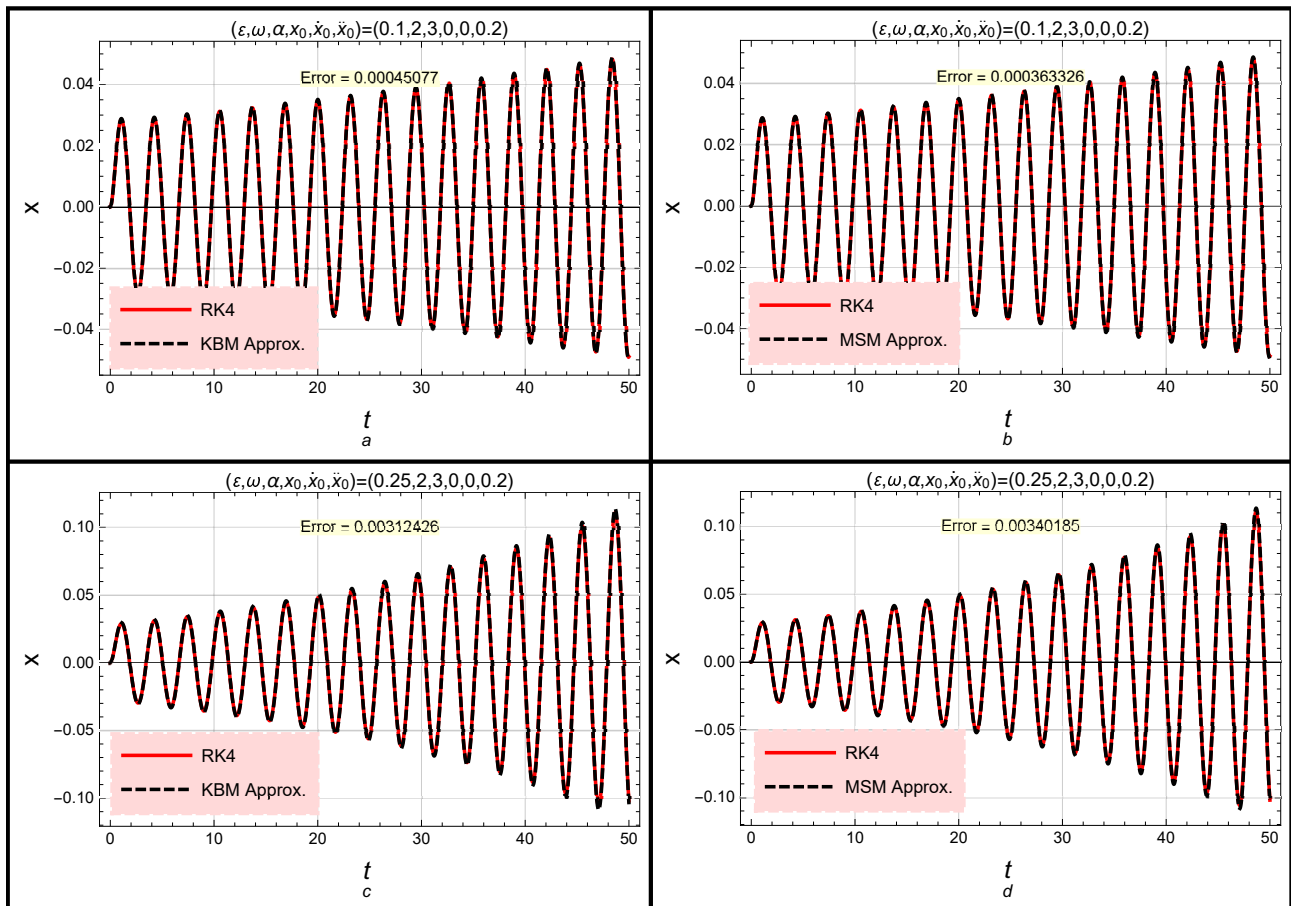 (ε,ω,α,x₀,ẋ₀,ẍ₀)=(0.1,2,3,0,0,0.2)
Error = 0.00045077
0.04
0.02
0.00
−0.02
−0.04
x
RK4
KBM Approx.
0 10 20 30 40 50
t
a
(ε,ω,α,x₀,ẋ₀,ẍ₀)=(0.1,2,3,0,0,0.2)
Error = 0.000363326
0.04
0.02
0.00
−0.02
−0.04
x
RK4
MSM Approx.
0 10 20 30 40 50
t
b
(ε,ω,α,x₀,ẋ₀,ẍ₀)=(0.25,2,3,0,0,0.2)
Error = 0.00312426
0.10
0.05
0.00
−0.05
−0.10
x
RK4
KBM Approx.
0 10 20 30 40 50
t
c
(ε,ω,α,x₀,ẋ₀,ẍ₀)=(0.25,2,3,0,0,0.2)
Error = 0.00340185
0.10
0.05
0.00
−0.05
−0.10
x
RK4
MSM Approx.
0 10 20 30 40 50
t
d